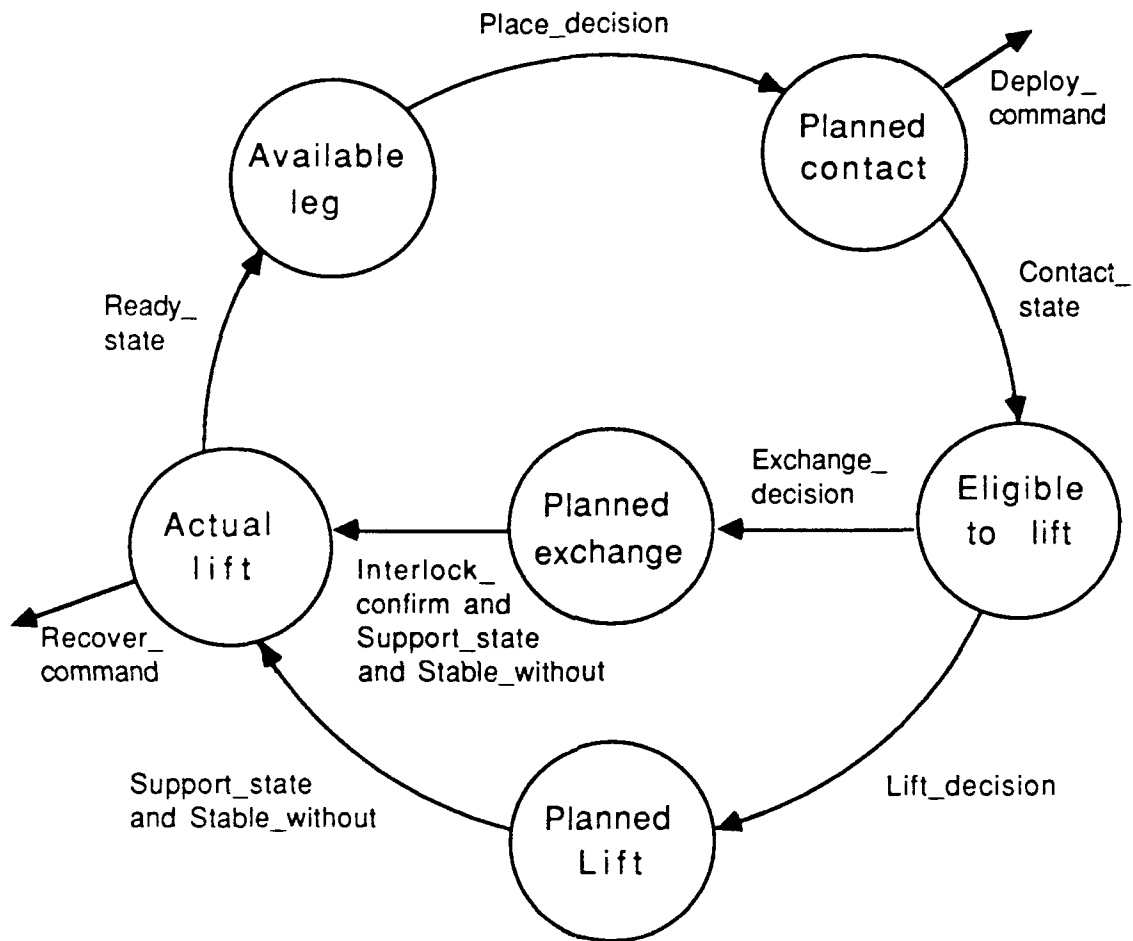 Place_decision
Deploy_
command
Planned
contact
Available
leg
Contact_
state
Ready_
state
Exchange_
decision
Eligible
to lift
Planned
exchange
Actual
lift
Interlock_
confirm and
Support_state
and Stable_without
Recover_
command
Support_state
and Stable_without
Lift_decision
Planned
Lift